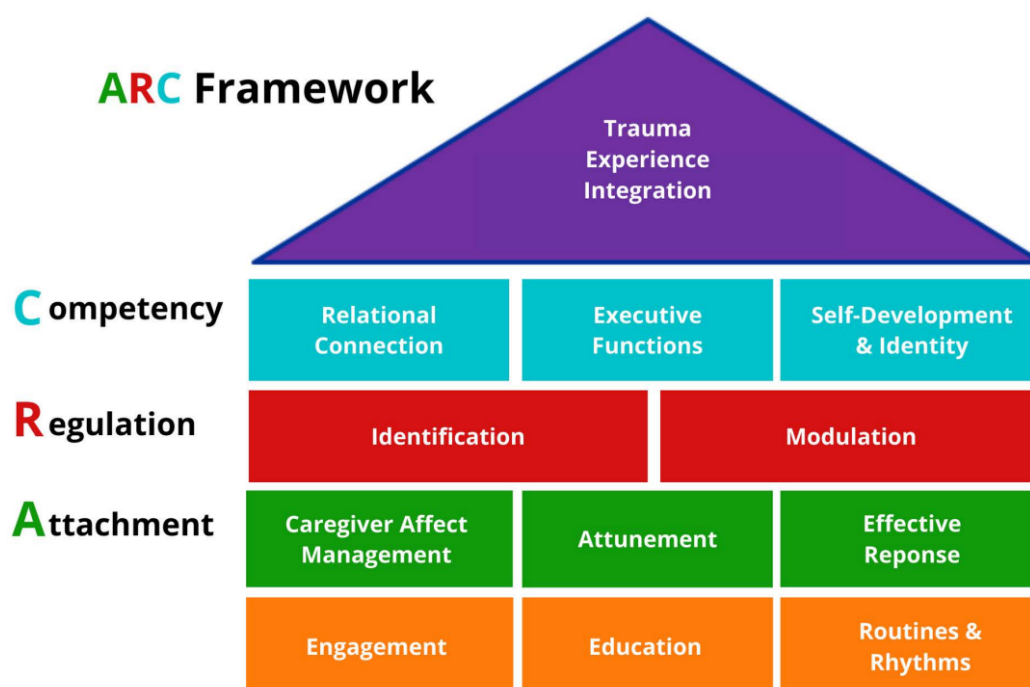 ARC Framework
Trauma
Experience
Integration
Competency
Relational
Connection
Executive
Functions
Self-Development
& Identity
Regulation
Identification
Modulation
Attachment
Caregiver Affect
Management
Attunement
Effective
Reponse
Engagement
Education
Routines &
Rhythms